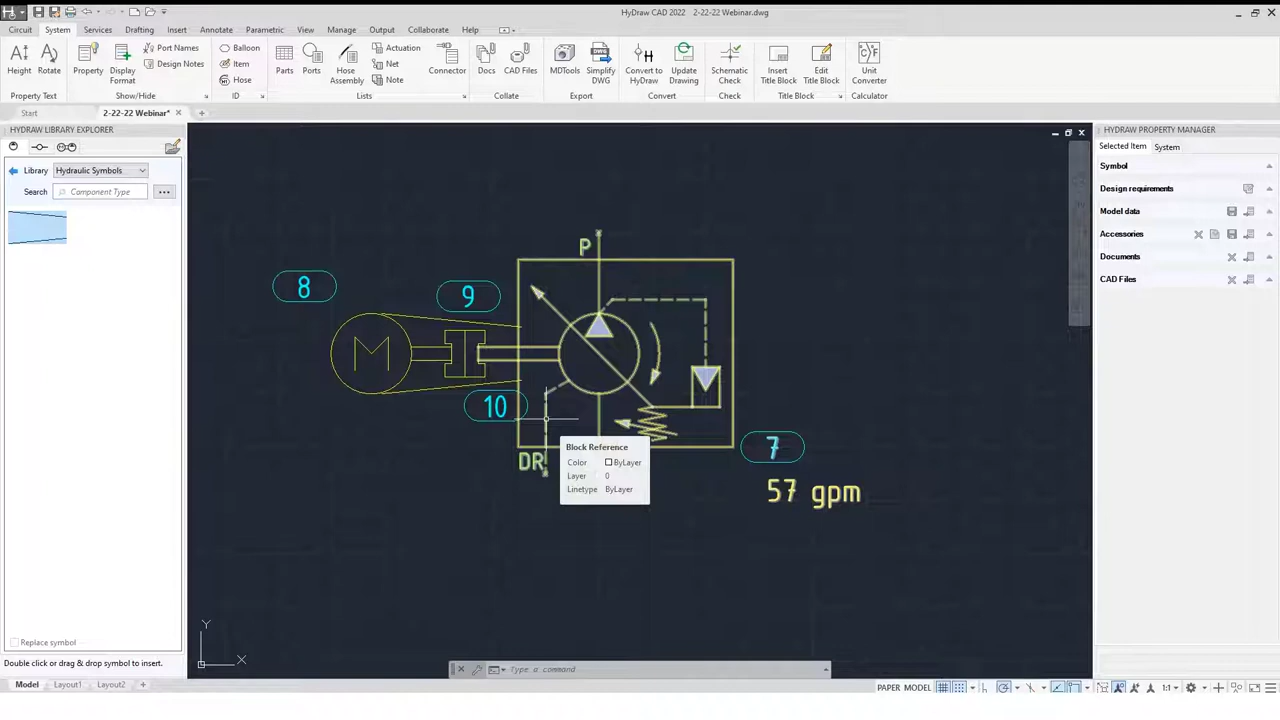 H
HyDraw CAD 2022 2-22-22 Webinar.dwg
Circuit System Services Drafting Insert Annotate Parametric View Manage Output Collaborate Help
Height Rotate Property Display Format Port Names Design Notes Balloon Item Hose Parts Ports Hose Assembly Actuation Net Note Connector Docs CAD Files MDTools Simplify DWG Convert to HyDraw Update Drawing Schematic Check Insert Title Block Edit Title Block Unit Converter
Property Text Show/Hide ID Lists Collate Export Convert Check Title Block Calculator
Start 2-22-22 Webinar*
HYDRAW LIBRARY EXPLORER
Library Hydraulic Symbols
Search Component Type
Replace symbol
Double click or drag & drop symbol to insert.
P
8
9
M
10
DR
7
57 gpm
Block Reference
Color ByLayer
Layer 0
Linetype ByLayer
Y
X
Type a command
HYDRAW PROPERTY MANAGER
Selected Item System
Symbol
Design requirements
Model data
Accessories
Documents
CAD Files
Model Layout1 Layout2
PAPER MODEL 1:1